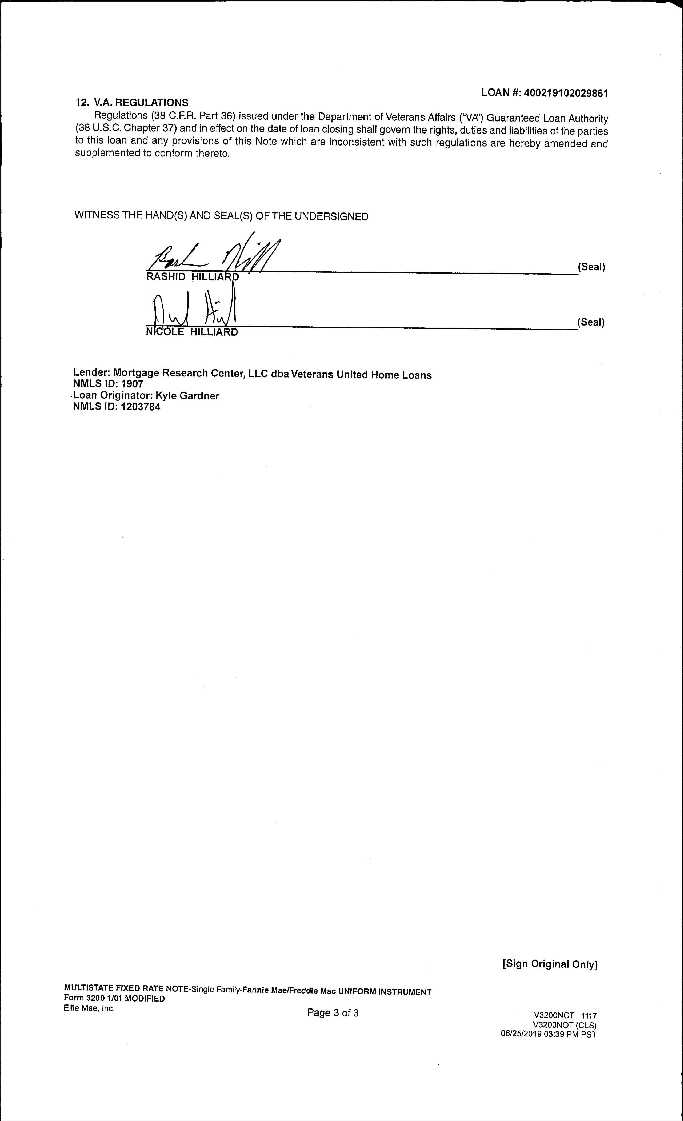 LOAN #: 400219102029861
12. V.A. REGULATIONS
Regulations (38 C.F.R. Part 36) issued under the Department of Veterans Affairs ("VA") Guaranteed Loan Authority
(38 U.S.C. Chapter 37) and in effect on the date of loan closing shall govern the rights, duties and liabilities of the parties
to this loan and any provisions of this Note which are inconsistent with such regulations are hereby amended and
supplemented to conform thereto.
WITNESS THE HAND(S) AND SEAL(S) OF THE UNDERSIGNED
(Seal)
RASHID HILLIARD
(Seal)
NICOLE HILLIARD
Lender: Mortgage Research Center, LLC dba Veterans United Home Loans
NMLS ID: 1907
Loan Originator: Kyle Gardner
NMLS ID: 1203784
[Sign Original Only]
MULTISTATE FIXED RATE NOTE-Single Family-Fannie Mae/Freddie Mac UNIFORM INSTRUMENT
Form 3200 1/01 MODIFIED
Ellie Mae, Inc.
Page 3 of 3
V3200NOT 1117
V3200NOT (CLS)
06/25/2019 03:39 PM PST